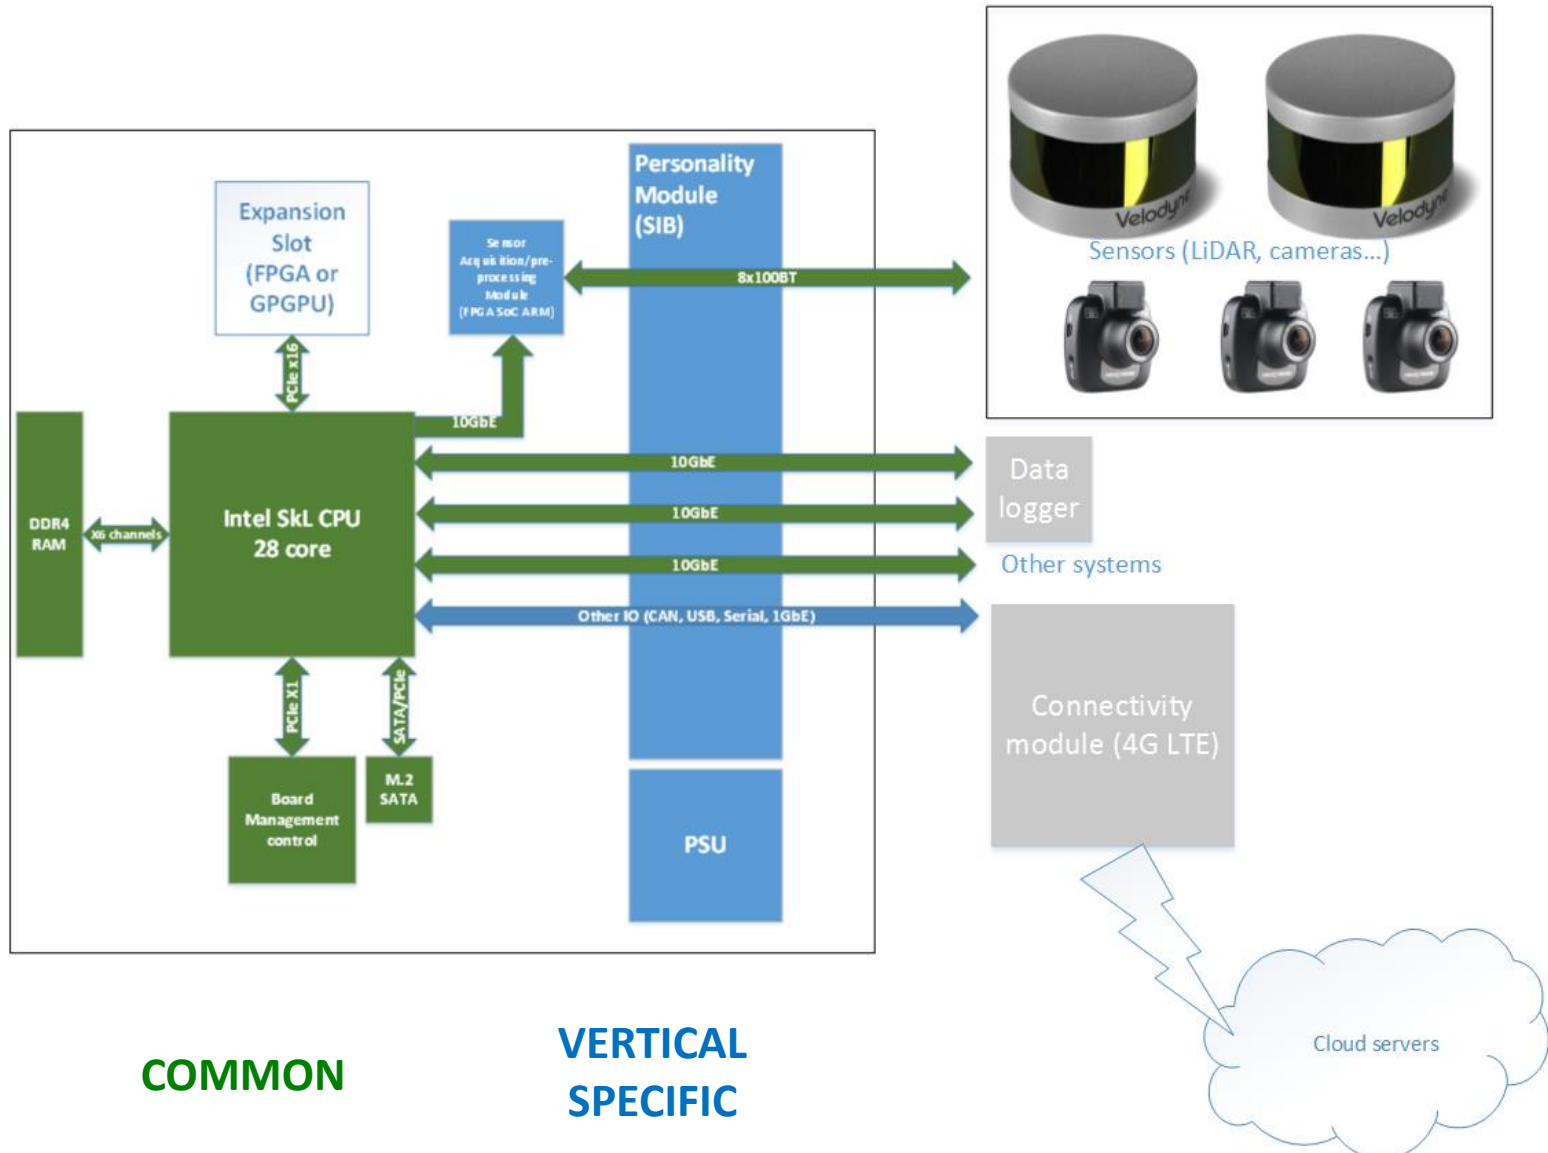 Velodyne
Velodyne
Sensors (LiDAR, cameras...)
Personality
Module
(SIB)
Expansion
Slot
(FPGA or
GPGPU)
Sensor
Acquisition/pre-
processing
Module
(FPGA SoC ARM)
8x100BT
PCIe x16
10GbE
10GbE
Data
logger
DDR4
RAM
X6 channels
Intel SkL CPU
28 core
10GbE
10GbE
Other systems
Other IO (CAN, USB, Serial, 1GbE)
PCIe X1
SATA/PCIe
Connectivity
module (4G LTE)
M.2
SATA
Board
Management
control
PSU
Cloud servers
COMMON
VERTICAL
SPECIFIC